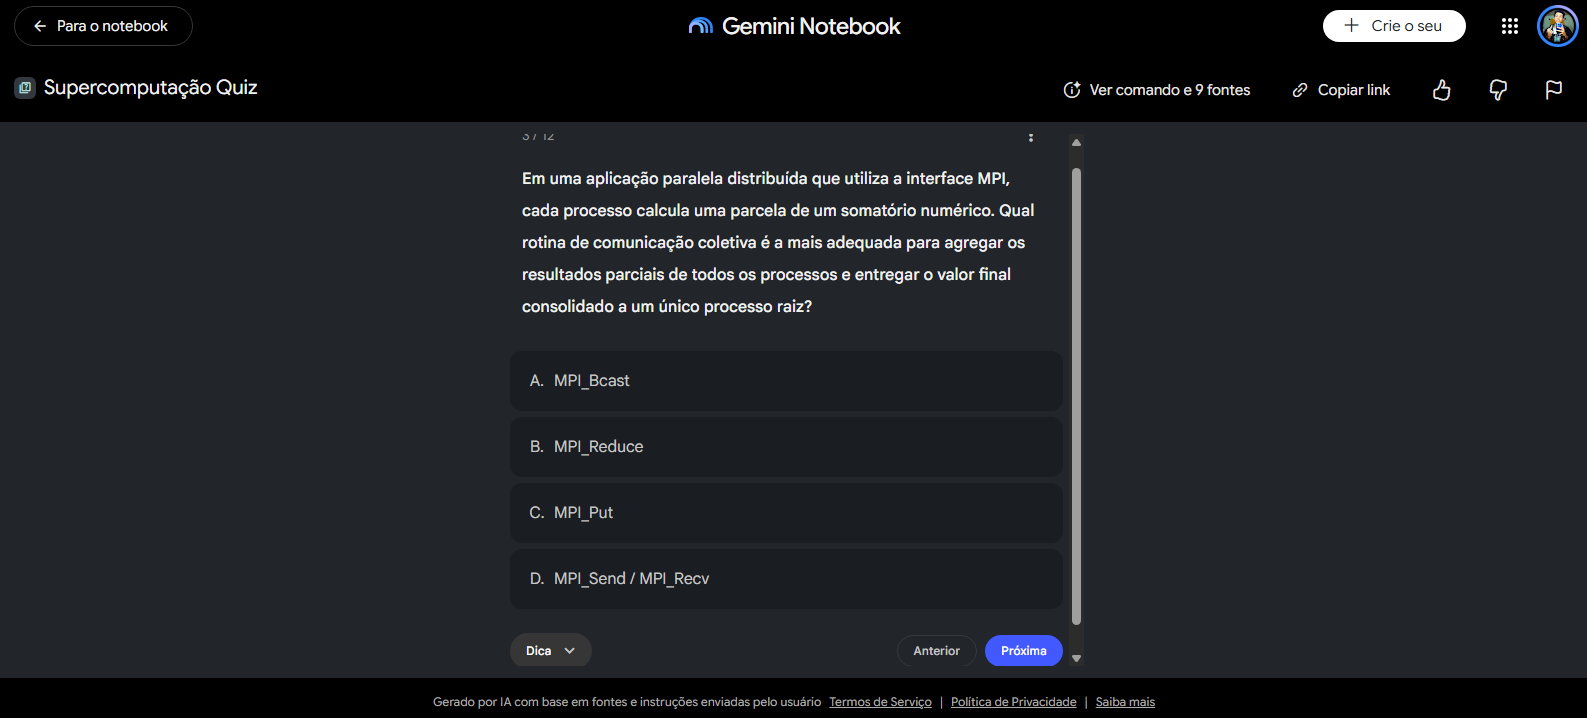 Para o notebook
Gemini Notebook
Crie o seu
Supercomputação Quiz
Ver comando e 9 fontes
Copiar link
3 / 12
Em uma aplicação paralela distribuída que utiliza a interface MPI,
cada processo calcula uma parcela de um somatório numérico. Qual
rotina de comunicação coletiva é a mais adequada para agregar os
resultados parciais de todos os processos e entregar o valor final
consolidado a um único processo raiz?
A. MPI_Bcast
B. MPI_Reduce
C. MPI_Put
D. MPI_Send / MPI_Recv
Dica
Anterior
Próxima
Gerado por IA com base em fontes e instruções enviadas pelo usuário Termos de Serviço | Política de Privacidade | Saiba mais